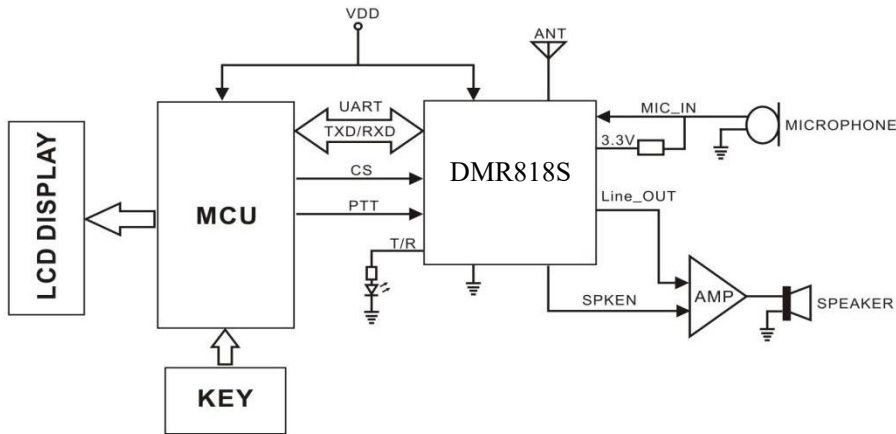 VDD
ANT
UART
TXD/RXD
MIC_IN
MICROPHONE
3.3V
DMR818S
CS
MCU
LCD DISPLAY
PTT
Line_OUT
T/R
SPKEN
AMP
SPEAKER
KEY